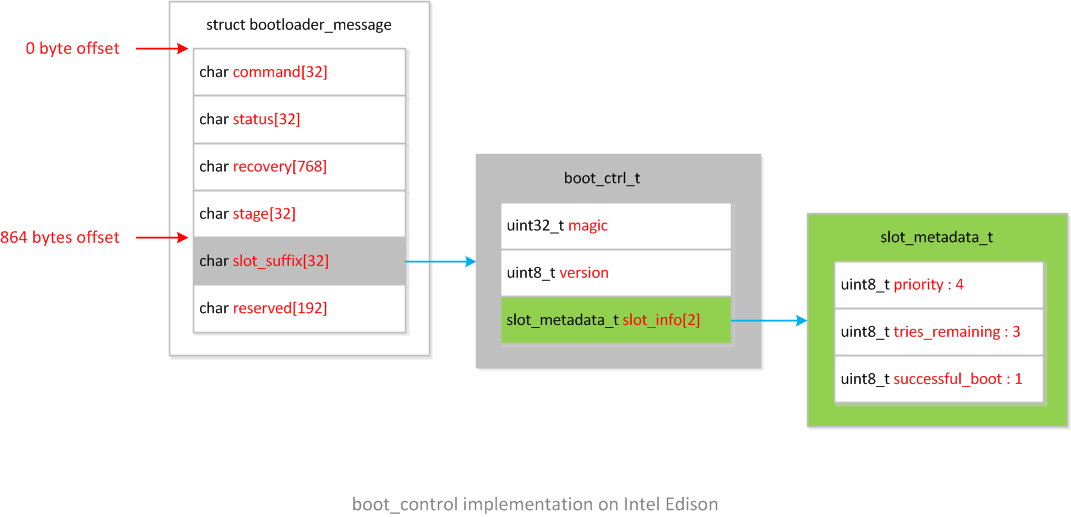 struct bootloader_message
0 byte offset
char command[32]
char status[32]
char recovery[768]
char stage[32]
864 bytes offset
char slot_suffix[32]
char reserved[192]
boot_ctrl_t
uint32_t magic
uint8_t version
slot_metadata_t slot_info[2]
slot_metadata_t
uint8_t priority : 4
uint8_t tries_remaining : 3
uint8_t successful_boot : 1
boot_control implementation on Intel Edison